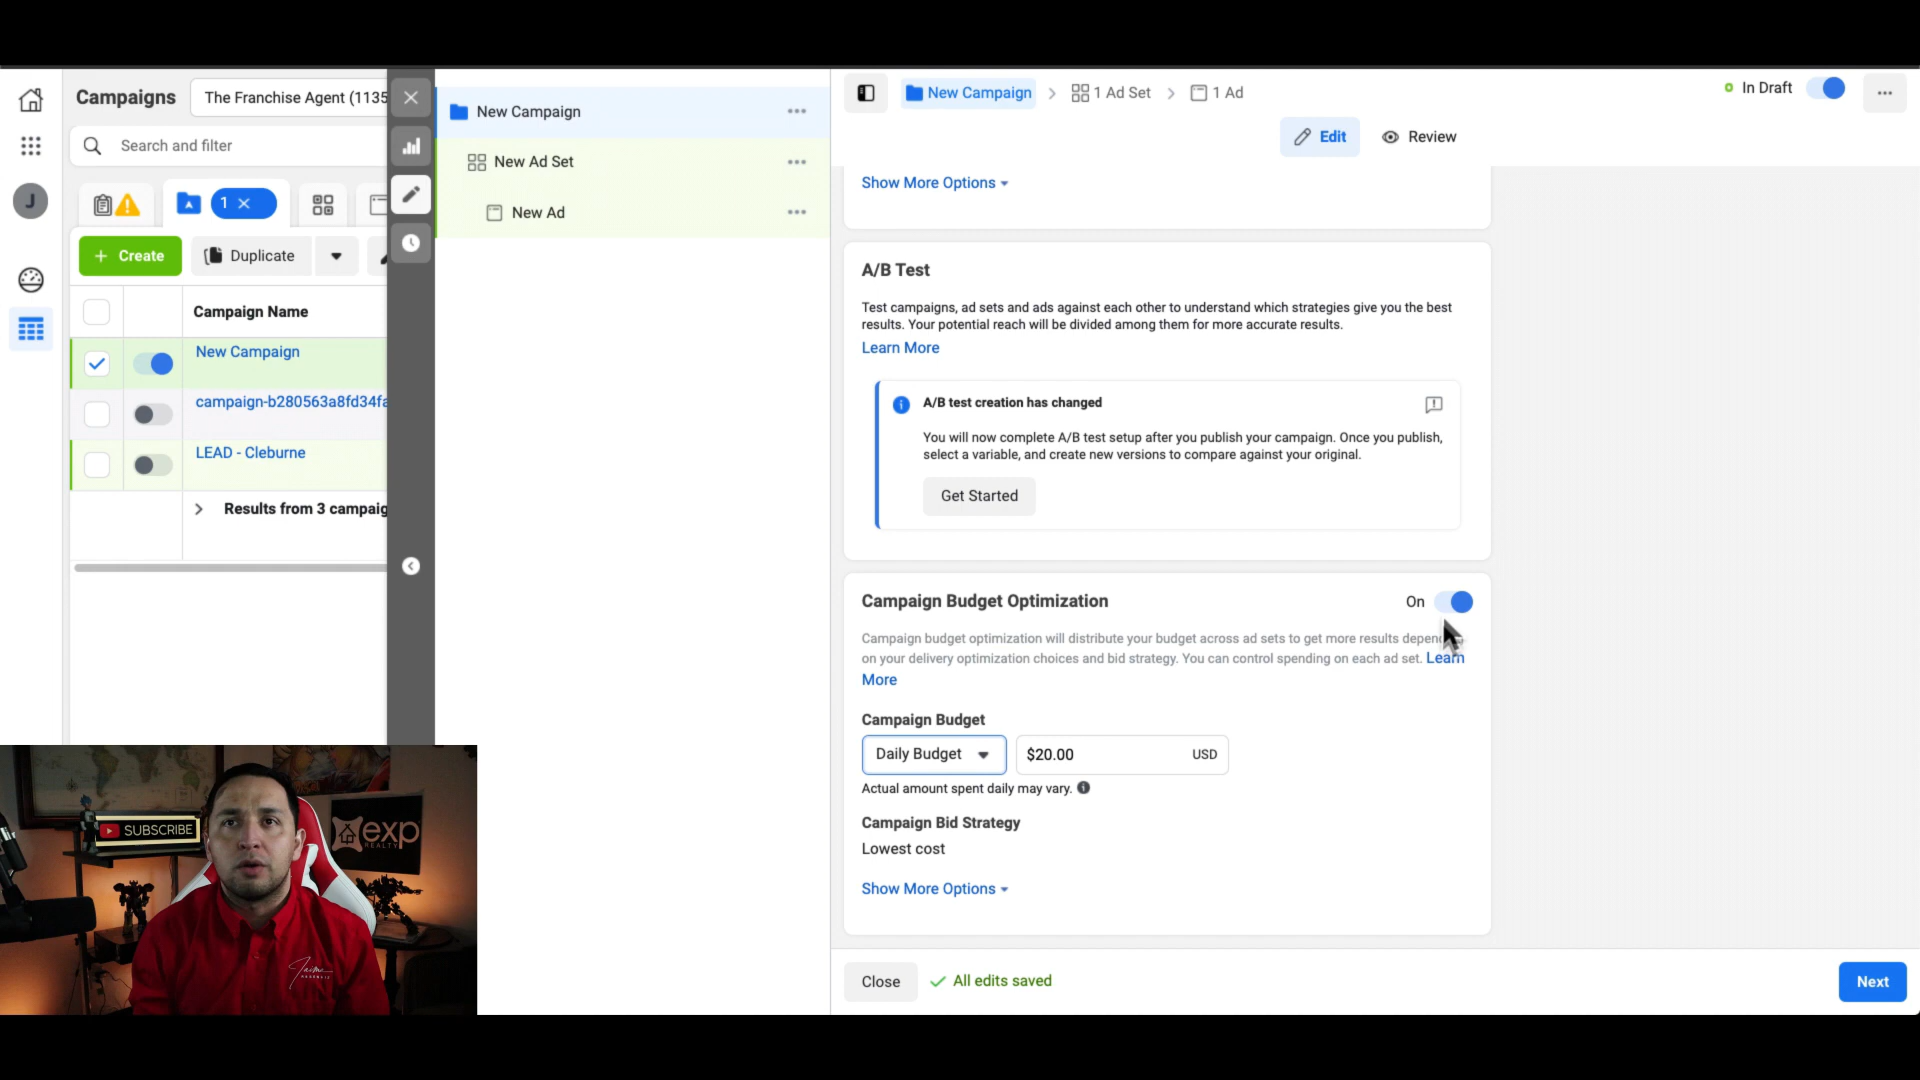 Campaigns
The Franchise Agent (1135
Search and filter
J
1
+ Create
Duplicate
Campaign Name
New Campaign
campaign-b280563a8fd34fa
LEAD - Cleburne
Results from 3 campaig
New Campaign
New Ad Set
New Ad
New Campaign > 1 Ad Set > 1 Ad
In Draft
Edit
Review
Show More Options
A/B Test
Test campaigns, ad sets and ads against each other to understand which strategies give you the best
results. Your potential reach will be divided among them for more accurate results.
Learn More
A/B test creation has changed
You will now complete A/B test setup after you publish your campaign. Once you publish,
select a variable, and create new versions to compare against your original.
Get Started
Campaign Budget Optimization
On
Campaign budget optimization will distribute your budget across ad sets to get more results depen
on your delivery optimization choices and bid strategy. You can control spending on each ad set. Learn
More
Campaign Budget
Daily Budget
$20.00 USD
Actual amount spent daily may vary.
Campaign Bid Strategy
Lowest cost
Show More Options
Close
All edits saved
Next
SUBSCRIBE
exp
REALTY
Jaime